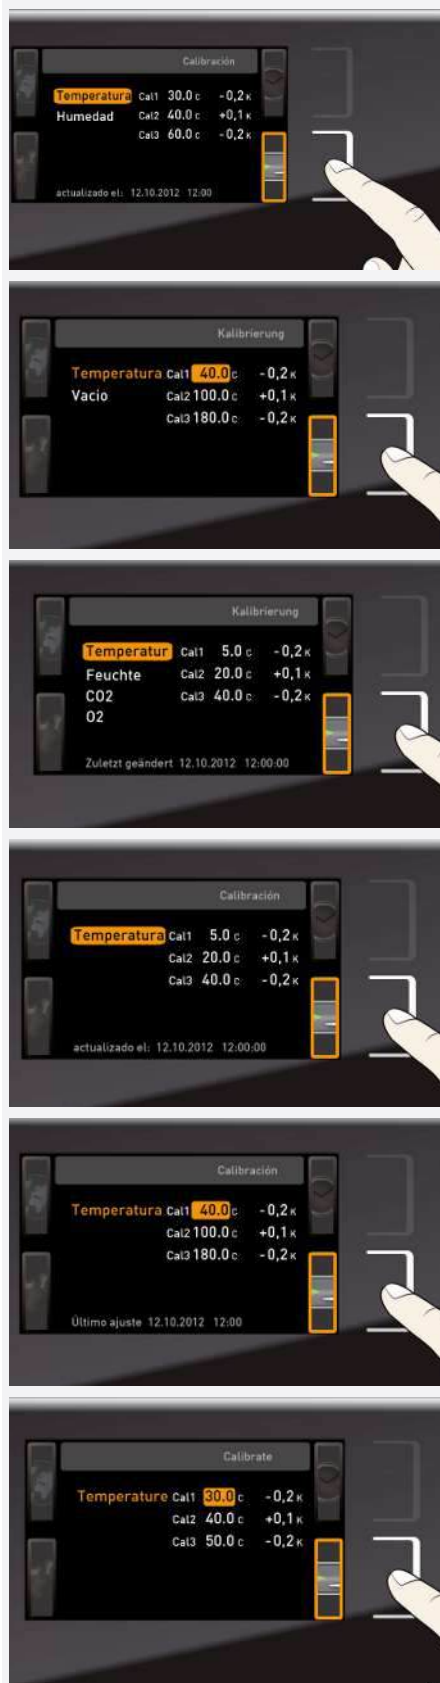 Calibración
Temperatura Cal1 30.0 c -0,2 K
Humedad Cal2 40.0 c +0,1 K
Cal3 60.0 c -0,2 K
actualizado el: 12.10.2012 12:00
Kalibrierung
Temperatura Cal1 40.0 c -0,2 K
Vacio Cal2 100.0 c +0,1 K
Cal3 180.0 c -0,2 K
Kalibrierung
Temperatur Cal1 5.0 c -0,2 K
Feuchte Cal2 20.0 c +0,1 K
CO2 Cal3 40.0 c -0,2 K
O2
Zuletzt geändert 12.10.2012 12:00:00
Calibración
Temperatura Cal1 5.0 c -0,2 K
Cal2 20.0 c +0,1 K
Cal3 40.0 c -0,2 K
actualizado el: 12.10.2012 12:00:00
Calibración
Temperatura Cal1 40.0 c -0,2 K
Cal2 100.0 c +0,1 K
Cal3 180.0 c -0,2 K
Último ajuste 12.10.2012 12:00
Calibrate
Temperature Cal1 30.0 c -0,2 K
Cal2 40.0 c +0,1 K
Cal3 50.0 c -0,2 K